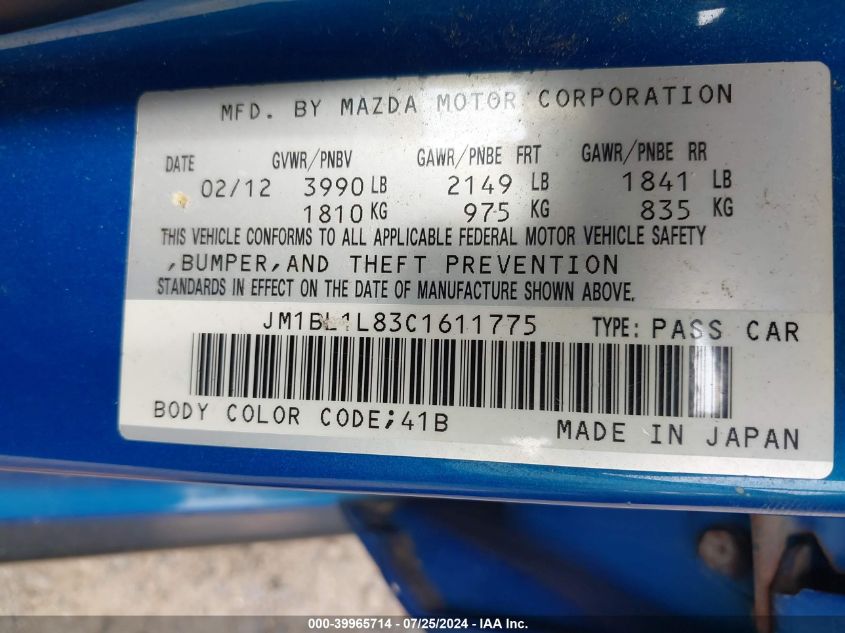 MFD. BY MAZDA MOTOR CORPORATION
DATE GVWR/PNBV GAWR/PNBE FRT GAWR/PNBE RR
02/12 3990 LB 2149 LB 1841 LB
1810 KG 975 KG 835 KG
THIS VEHICLE CONFORMS TO ALL APPLICABLE FEDERAL MOTOR VEHICLE SAFETY
,BUMPER,AND THEFT PREVENTION
STANDARDS IN EFFECT ON THE DATE OF MANUFACTURE SHOWN ABOVE.
JM1BL1L83C1611775 TYPE: PASS CAR
BODY COLOR CODE;41B
MADE IN JAPAN
000-39965714 - 07/25/2024 - IAA Inc.